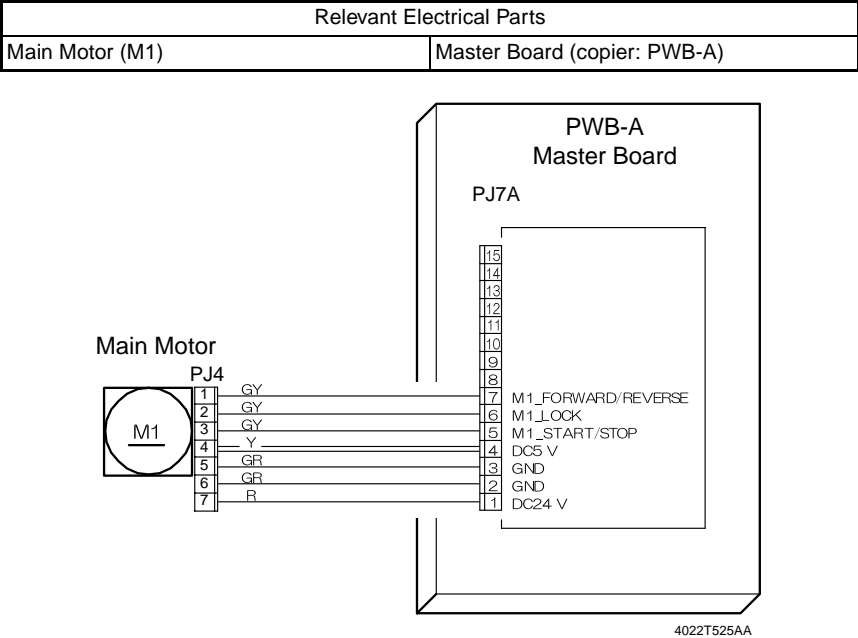 Relevant Electrical Parts
Main Motor (M1) Master Board (copier: PWB-A)
PWB-A
Master Board
PJ7A
15
14
13
12
11
10
9
8
Main Motor
PJ4
M1
1 GY 7 M1_FORWARD/REVERSE
2 GY 6 M1_LOCK
3 GY 5 M1_START/STOP
4 Y 4 DC5 V
5 GR 3 GND
6 GR 2 GND
7 R 1 DC24 V
4022T525AA